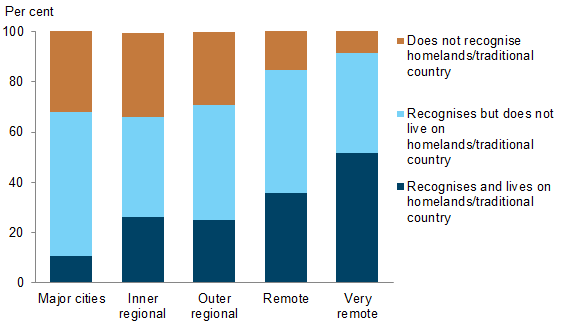 Per cent
100
80
60
40
20
0
Major cities
Inner
regional
Outer
regional
Remote
Very
remote
Does not recognise
homelands/traditional
country
Recognises but does not
live on
homelands/traditional
country
Recognises and lives on
homelands/traditional
country